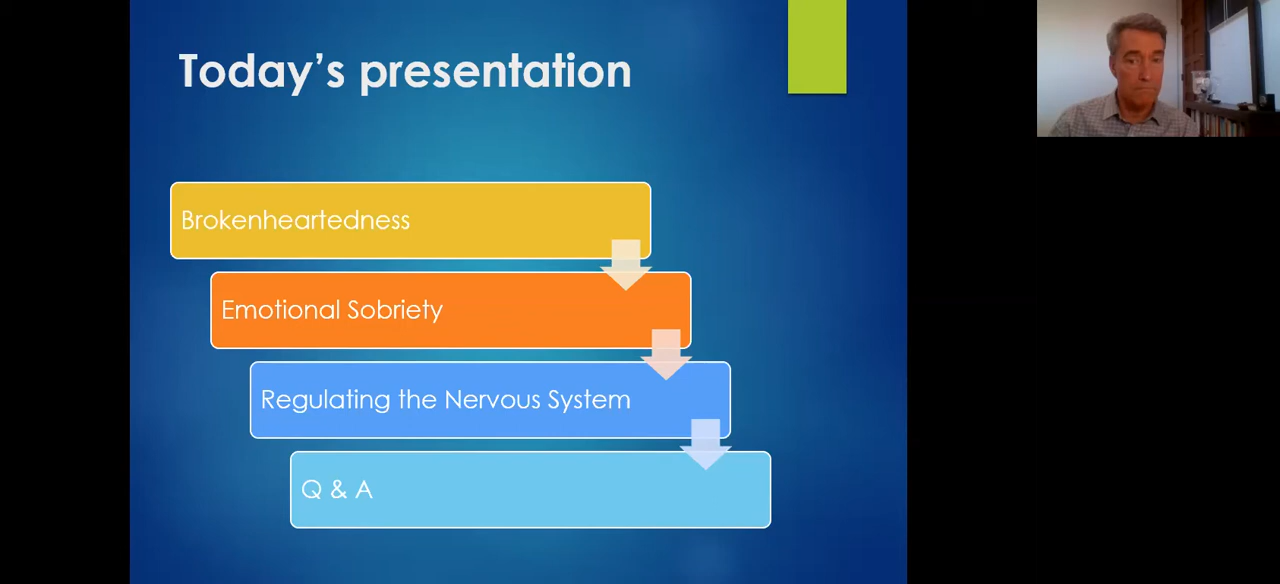 Today’s presentation
Brokenheartedness
Emotional Sobriety
Regulating the Nervous System
Q & A